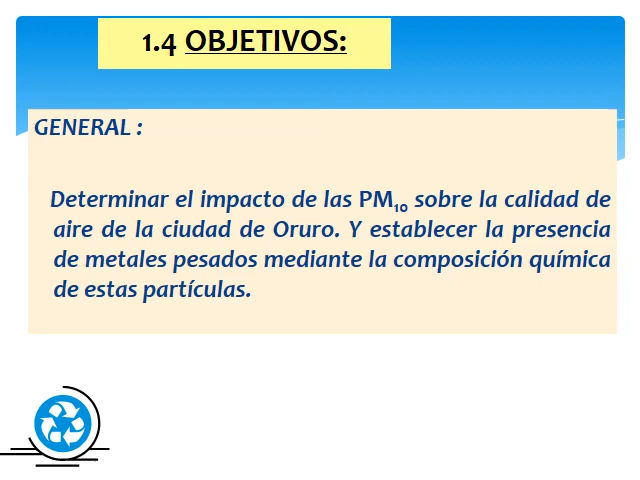 1.4 OBJETIVOS:
GENERAL :
Determinar el impacto de las PM₁₀ sobre la calidad de
aire de la ciudad de Oruro. Y establecer la presencia
de metales pesados mediante la composición química
de estas partículas.